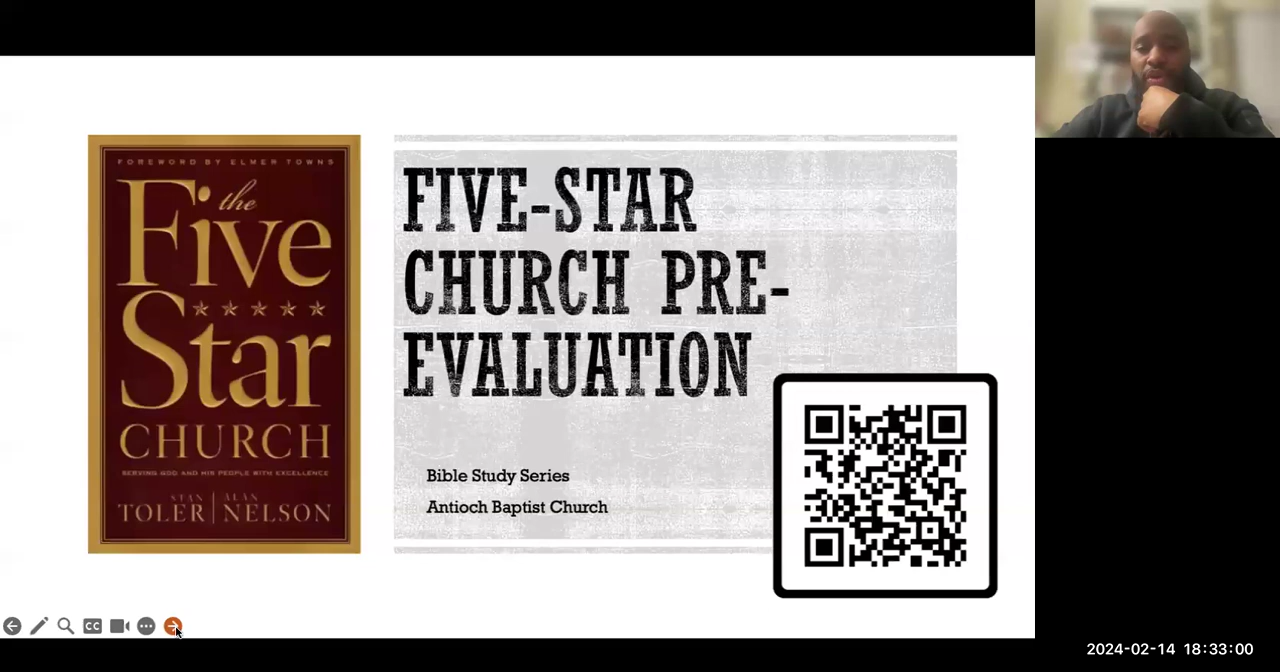 FOREWORD BY ELMER TOWNS
the
Five
Star
CHURCH
SERVING GOD AND HIS PEOPLE WITH EXCELLENCE
STAN TOLER | ALAN NELSON
FIVE-STAR
CHURCH PRE-
EVALUATION
Bible Study Series
Antioch Baptist Church
CC
2024-02-14 18:33:00